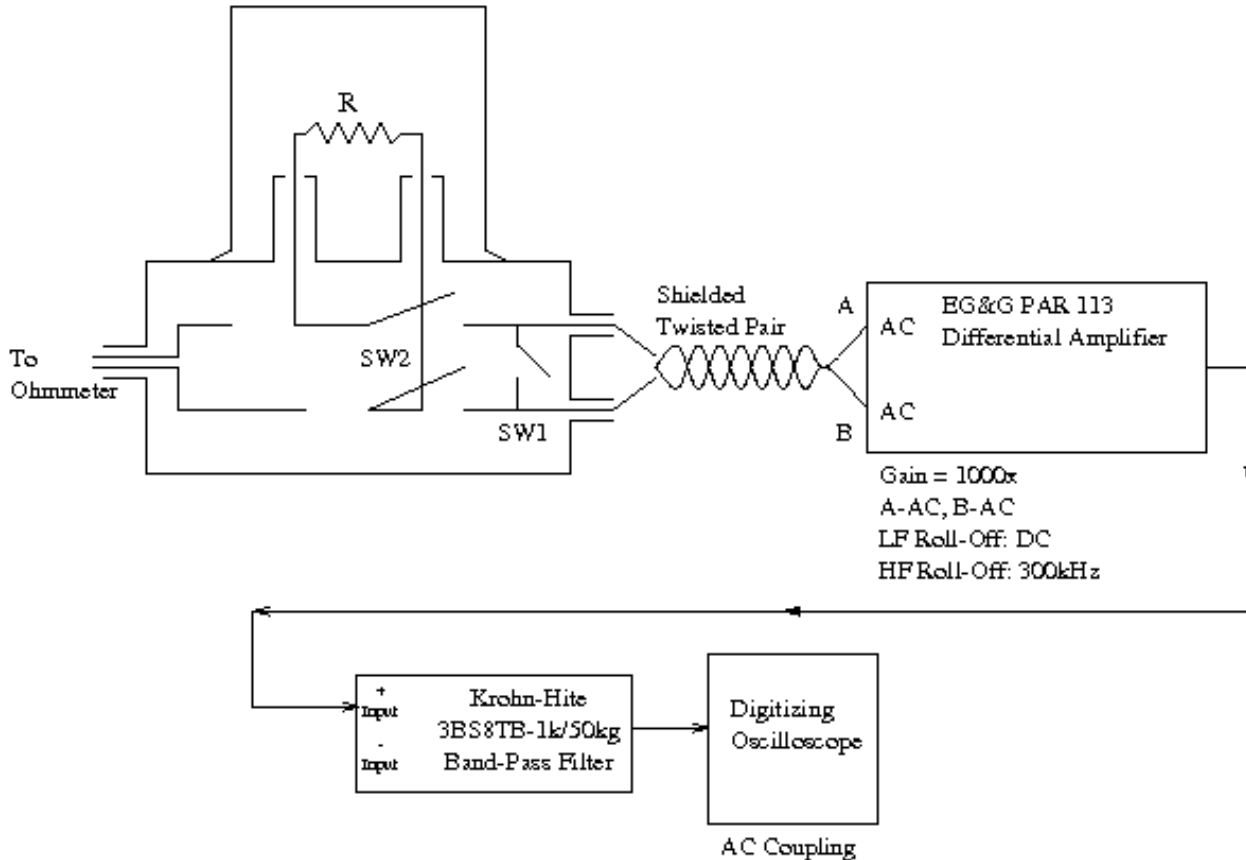 R
To
Ohmmeter
SW2
SW1
Shielded
Twisted Pair
A
B
AC
AC
EG&G PAR 113
Differential Amplifier
Gain = 1000x
A-AC, B-AC
LF Roll-Off: DC
HF Roll-Off: 300kHz
+
Input
-
Input
Krohn-Hite
3BS8TB-1k/50kg
Band-Pass Filter
Digitizing
Oscilloscope
AC Coupling